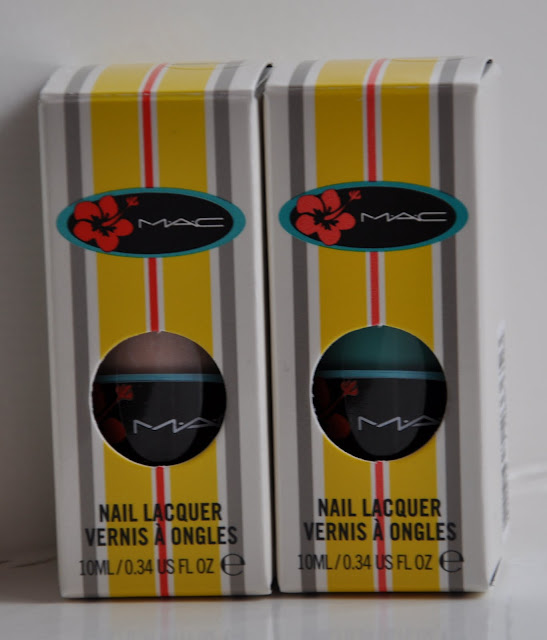 MAC
MAC
NAIL LACQUER
VERNIS À ONGLES
10ML/0.34 US FL OZ ℮
MAC
MAC
NAIL LACQUER
VERNIS À ONGLES
10ML/0.34 US FL OZ ℮